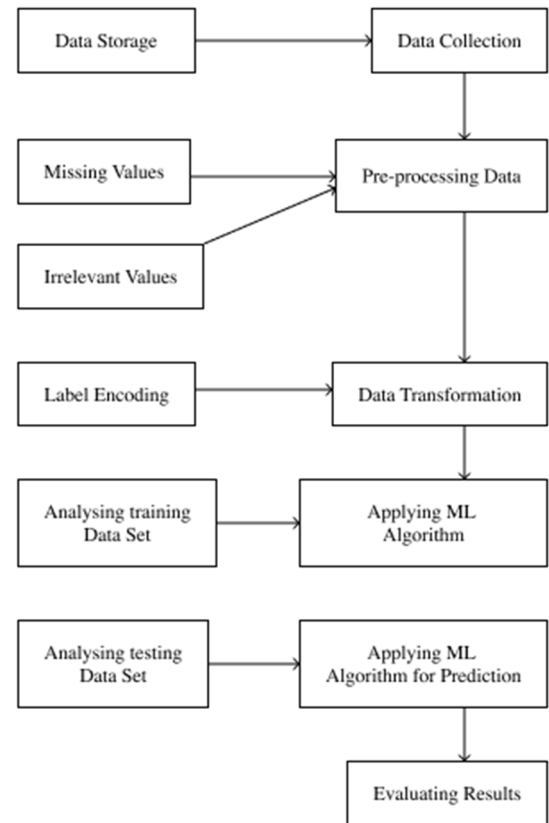 Data Storage
Data Collection
Missing Values
Pre-processing Data
Irrelevant Values
Label Encoding
Data Transformation
Analysing training
Data Set
Applying ML
Algorithm
Analysing testing
Data Set
Applying ML
Algorithm for Prediction
Evaluating Results